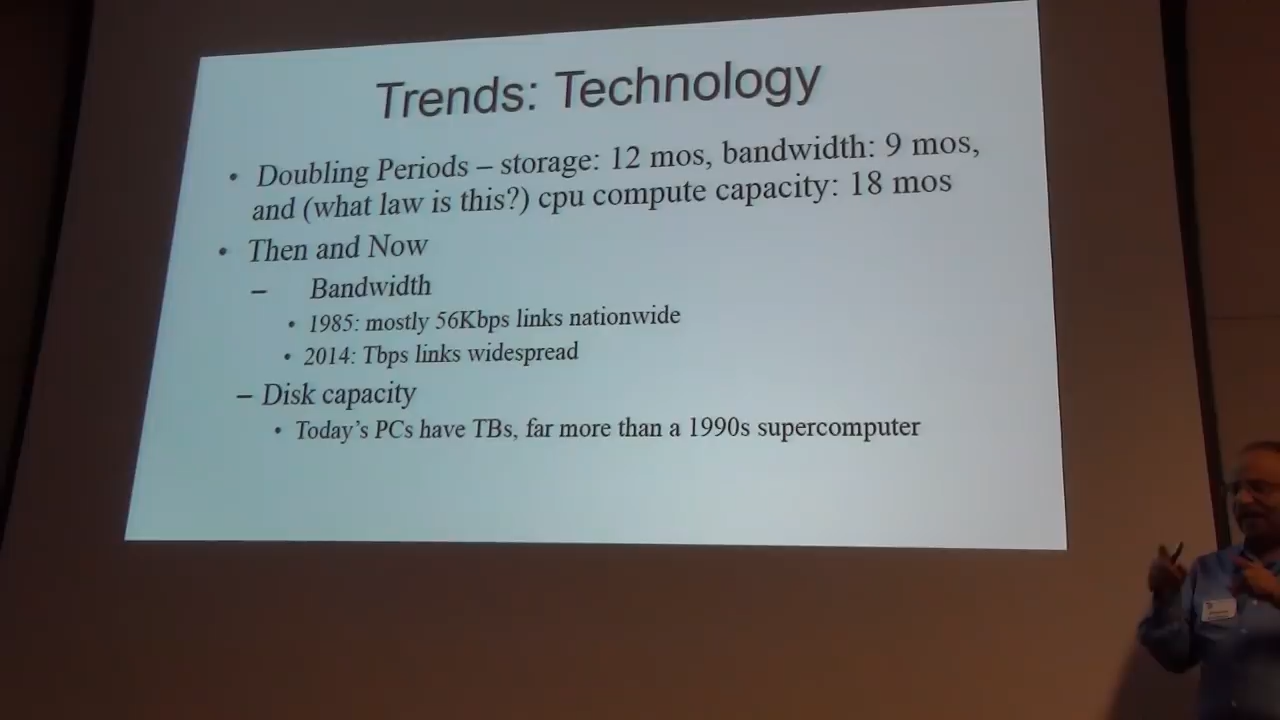 Trends: Technology
• Doubling Periods – storage: 12 mos, bandwidth: 9 mos,
and (what law is this?) cpu compute capacity: 18 mos
• Then and Now
– Bandwidth
• 1985: mostly 56Kbps links nationwide
• 2014: Tbps links widespread
– Disk capacity
• Today's PCs have TBs, far more than a 1990s supercomputer